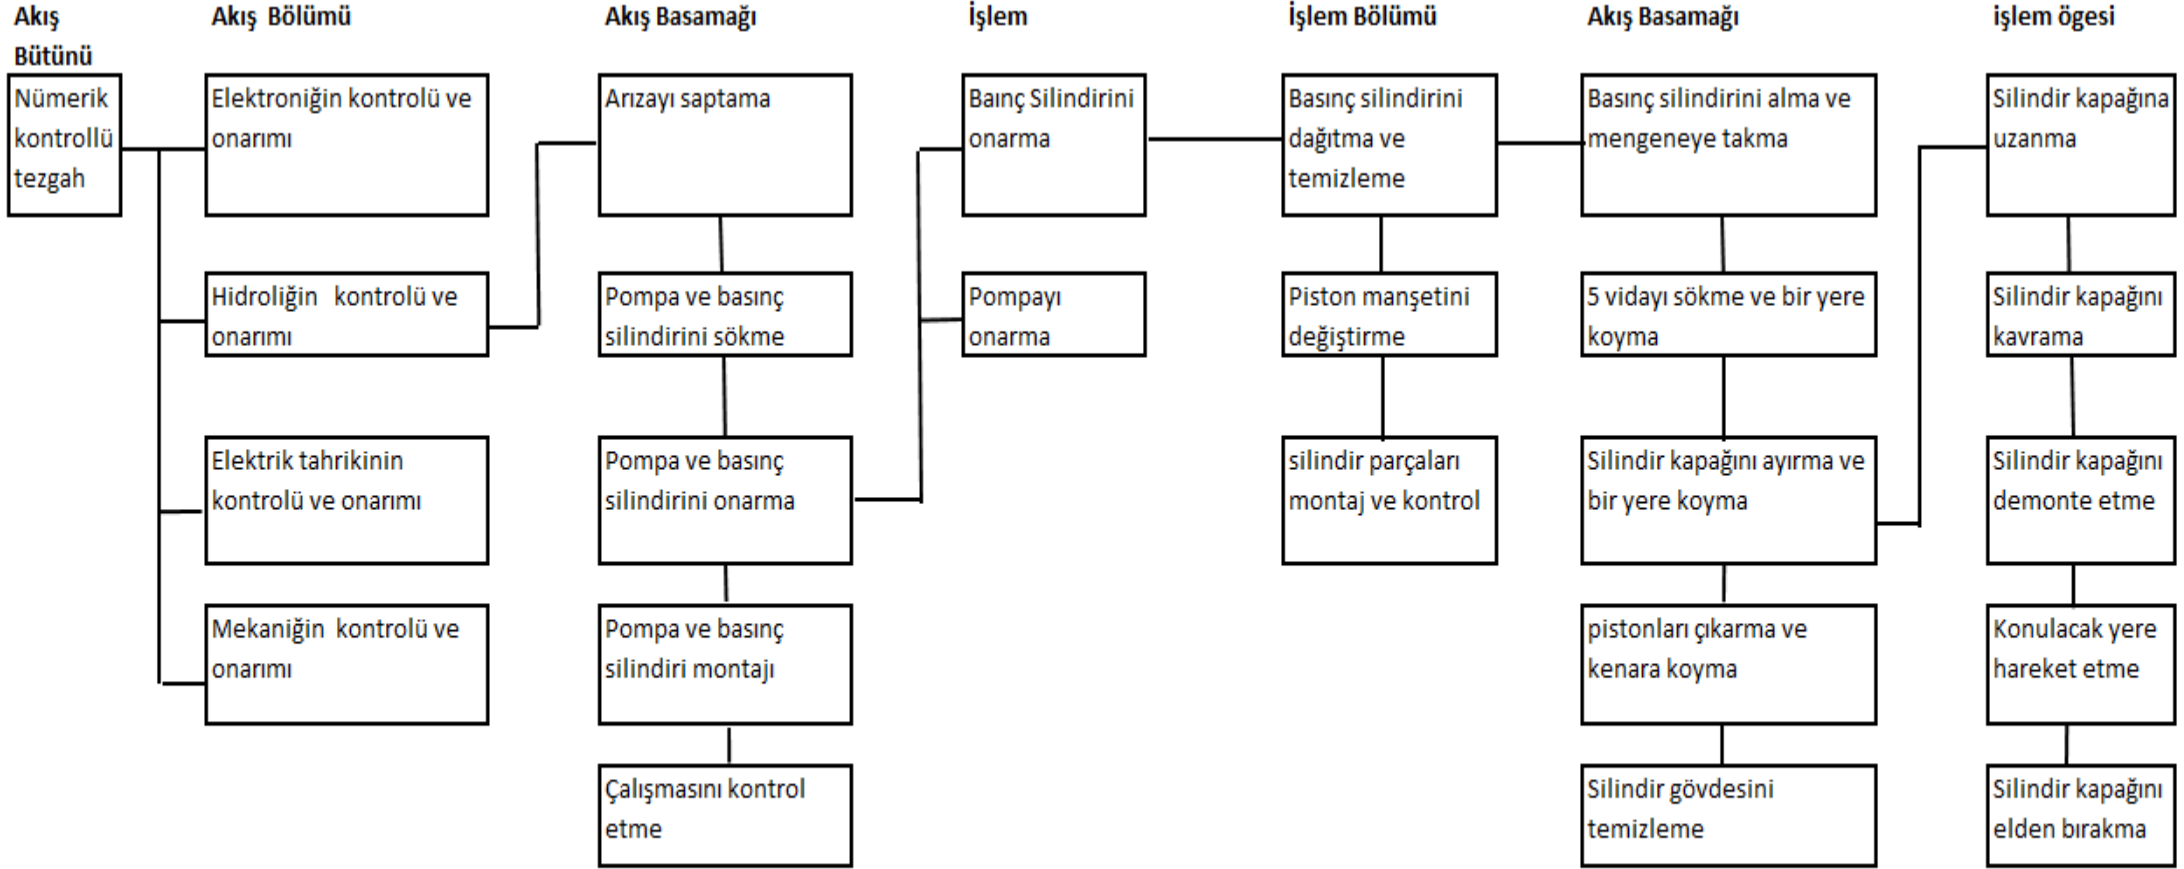 Akış
Bütünü
Akış Bölümü
Akış Basamağı
İşlem
İşlem Bölümü
Akış Basamağı
işlem ögesi
Nümerik
kontrollü
tezgah
Elektroniğin kontrolü ve
onarımı
Hidroliğin kontrolü ve
onarımı
Elektrik tahrikinin
kontrolü ve onarımı
Mekaniğin kontrolü ve
onarımı
Arızayı saptama
Pompa ve basınç
silindirini sökme
Pompa ve basınç
silindirini onarma
Pompa ve basınç
silindiri montajı
Çalışmasını kontrol
etme
Baınç Silindirini
onarma
Pompayı
onarma
Basınç silindirini
dağıtma ve
temizleme
Piston manşetini
değiştirme
silindir parçaları
montaj ve kontrol
Basınç silindirini alma ve
mengeneye takma
5 vidayı sökme ve bir yere
koyma
Silindir kapağını ayırma ve
bir yere koyma
pistonları çıkarma ve
kenara koyma
Silindir gövdesini
temizleme
Silindir kapağına
uzanma
Silindir kapağını
kavrama
Silindir kapağını
demonte etme
Konulacak yere
hareket etme
Silindir kapağını
elden bırakma